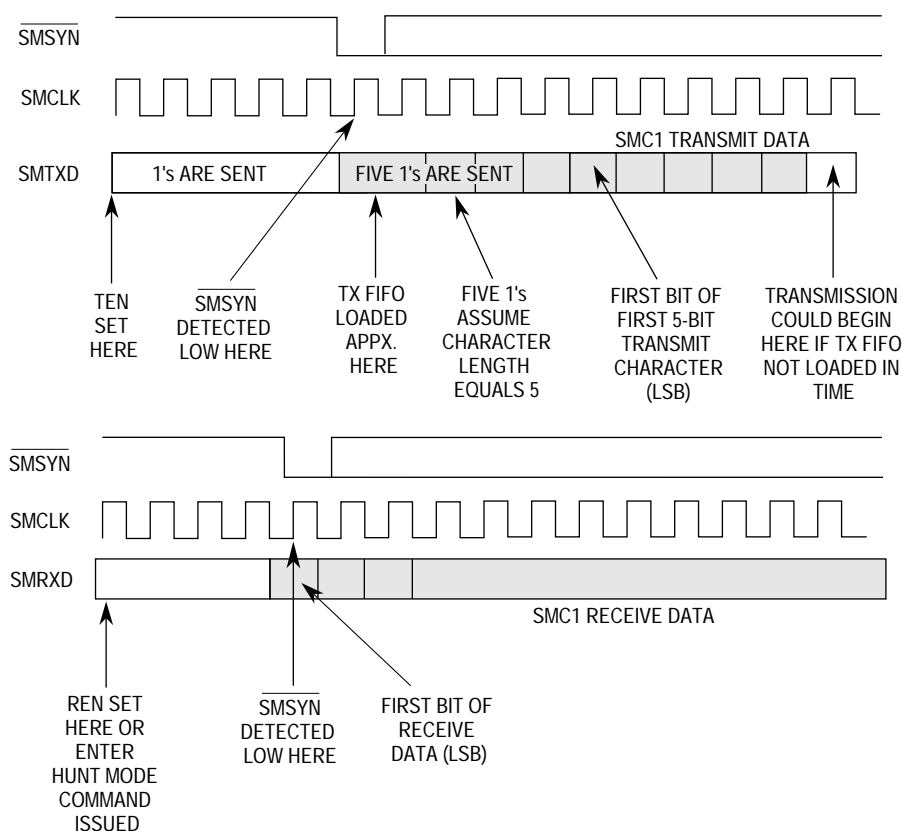 SMSYN
SMCLK
SMC1 TRANSMIT DATA
SMTXD
1's ARE SENT
FIVE 1's ARE SENT
TEN
SET
HERE
SMSYN
DETECTED
LOW HERE
TX FIFO
LOADED
APPX.
HERE
FIVE 1's
ASSUME
CHARACTER
LENGTH
EQUALS 5
FIRST BIT OF
FIRST 5-BIT
TRANSMIT
CHARACTER
(LSB)
TRANSMISSION
COULD BEGIN
HERE IF TX FIFO
NOT LOADED IN
TIME
SMSYN
SMCLK
SMRXD
SMC1 RECEIVE DATA
REN SET
HERE OR
ENTER
HUNT MODE
COMMAND
ISSUED
SMSYN
DETECTED
LOW HERE
FIRST BIT OF
RECEIVE
DATA (LSB)